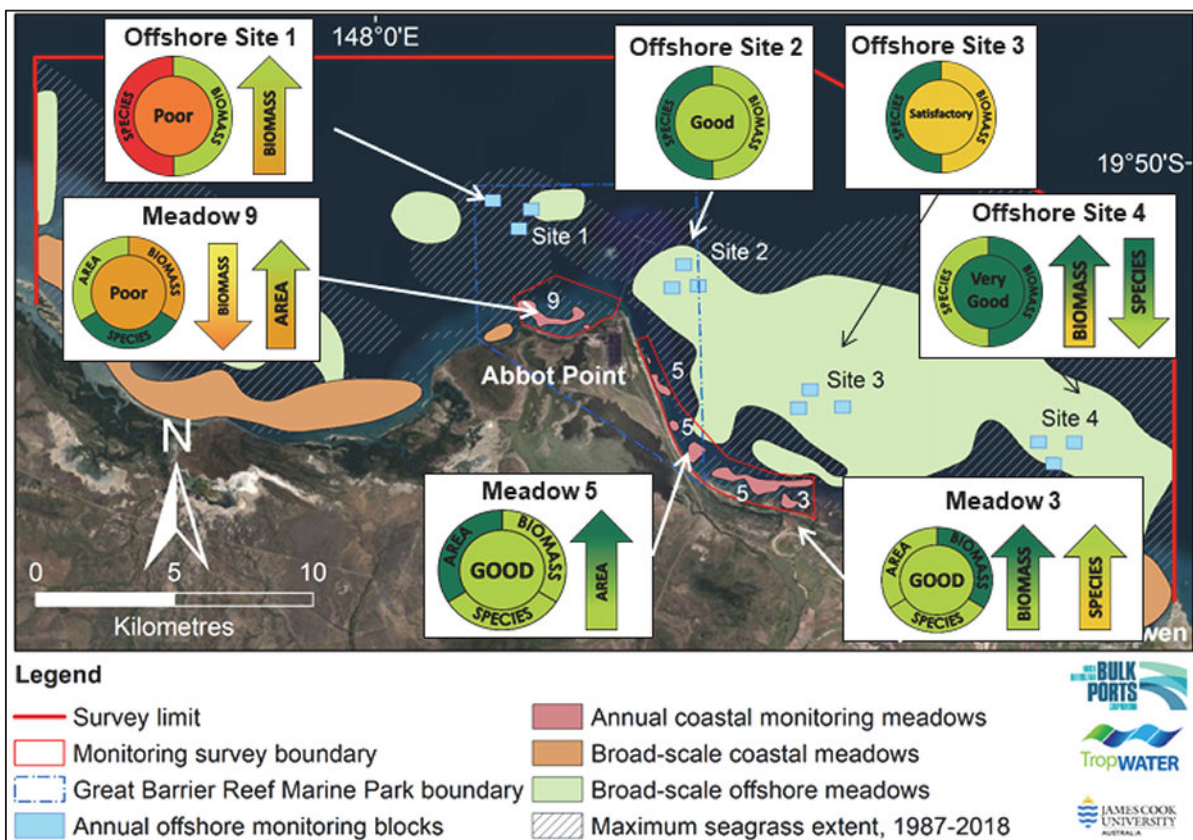 Offshore Site 1
SPECIES
Poor
BIOMASS
BIOMASS
148°0'E
Offshore Site 2
SPECIES
Good
BIOMASS
Offshore Site 3
SPECIES
Satisfactory
BIOMASS
19°50'S
Meadow 9
AREA
BIOMASS
Poor
SPECIES
BIOMASS
AREA
Site 1
9
Site 2
Offshore Site 4
SPECIES
Very
Good
BIOMASS
BIOMASS
SPECIES
Abbot Point
5
Site 3
Site 4
5
5
3
N
0 5 10
Kilometres
Meadow 5
AREA
BIOMASS
GOOD
SPECIES
AREA
Meadow 3
AREA
BIOMASS
GOOD
SPECIES
BIOMASS
SPECIES
wen
Legend
Survey limit
Monitoring survey boundary
Great Barrier Reef Marine Park boundary
Annual offshore monitoring blocks
Annual coastal monitoring meadows
Broad-scale coastal meadows
Broad-scale offshore meadows
Maximum seagrass extent, 1987-2018
BULK
PORTS
TropWATER
JAMES COOK
UNIVERSITY
AUSTRALIA